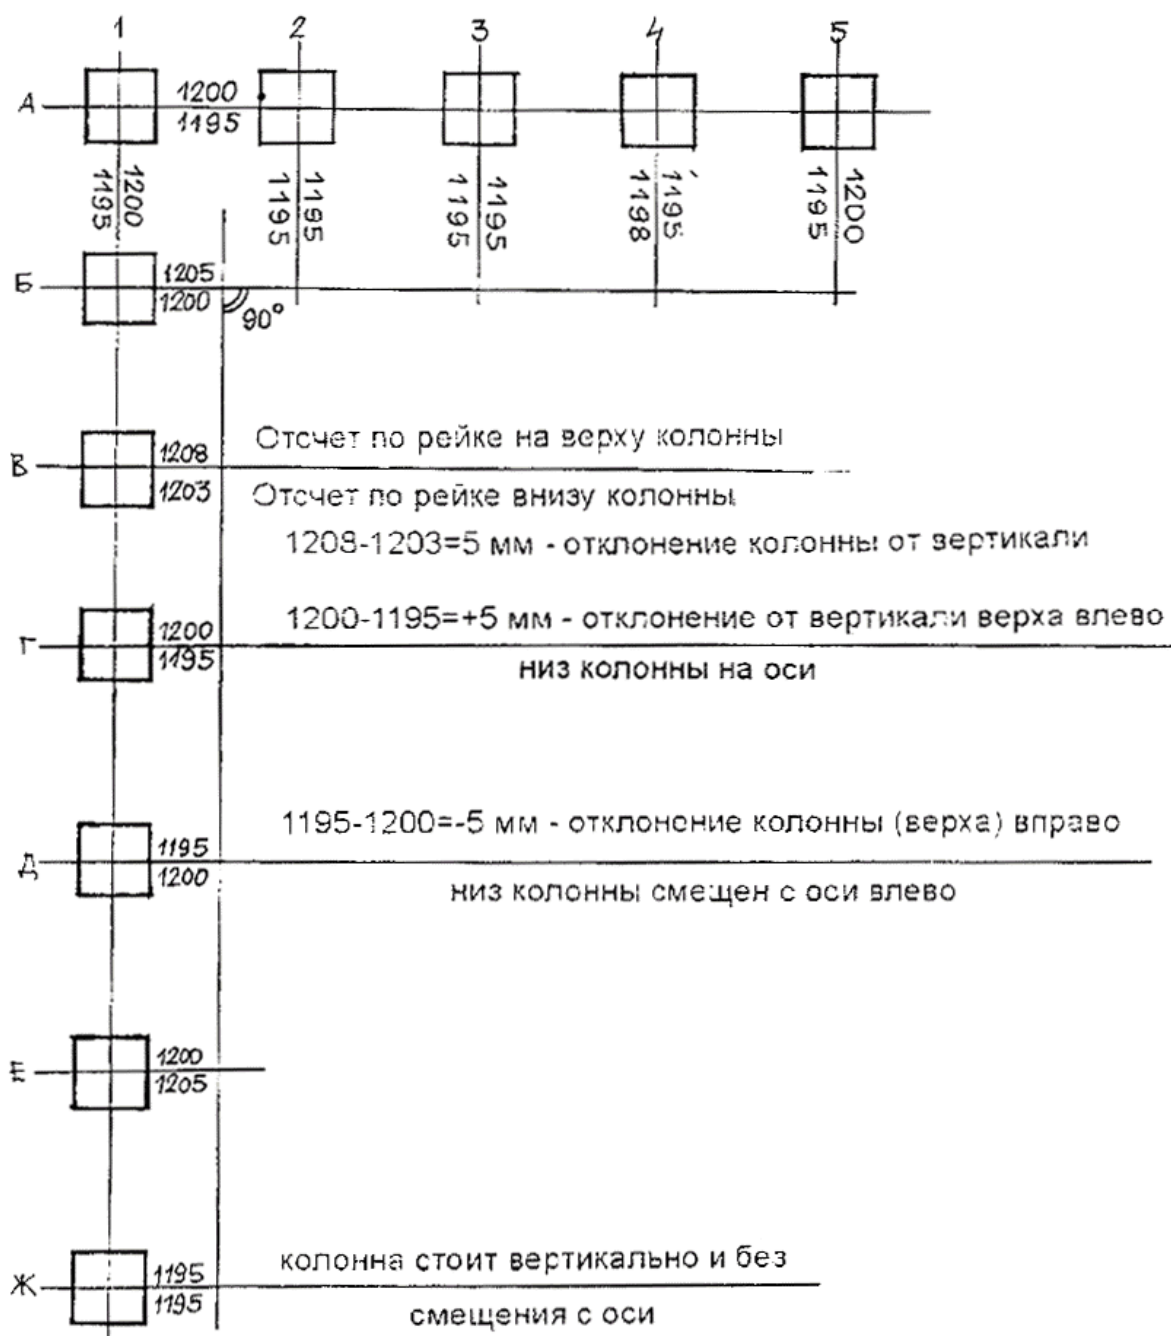 1 2 3 4 5
А 1200
1195
1200
1195
1195
1195
1195
1195
1195
1198
1200
1195
Б 1205
1200
90°
Отсчет по рейке на верху колонны
В 1208
1203
Отсчет по рейке внизу колонны
1208-1203=5 мм - отклонение колонны от вертикали
1200-1195=+5 мм - отклонение от вертикали верха влево
Г 1200
1195
низ колонны на оси
1195-1200=-5 мм - отклонение колонны (верха) вправо
Д 1195
1200
низ колонны смещен с оси влево
Е 1200
1205
колонна стоит вертикально и без
Ж 1195
1195
смещения с оси